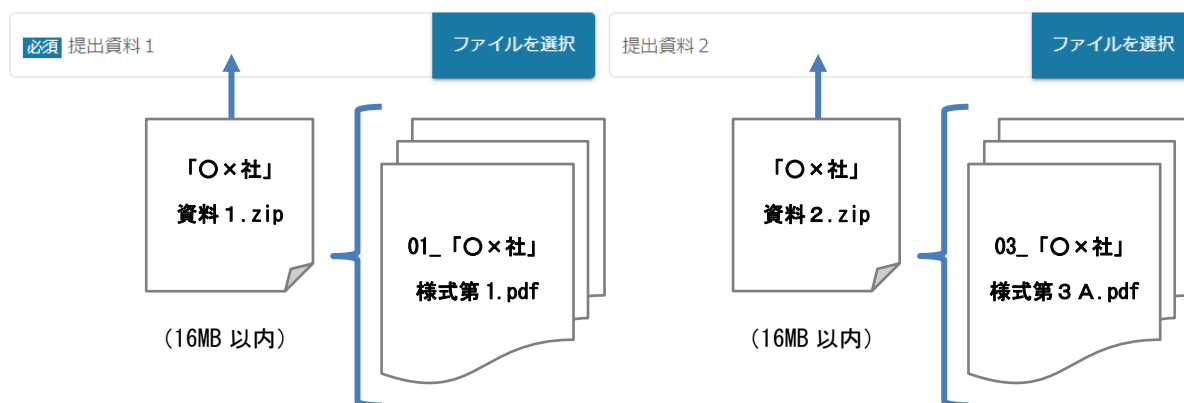 必須 提出資料1 ファイルを選択
提出資料2 ファイルを選択
「〇×社」
資料1.zip
(16MB 以内)
01_「〇×社」
様式第1.pdf
「〇×社」
資料2.zip
(16MB 以内)
03_「〇×社」
様式第3A.pdf